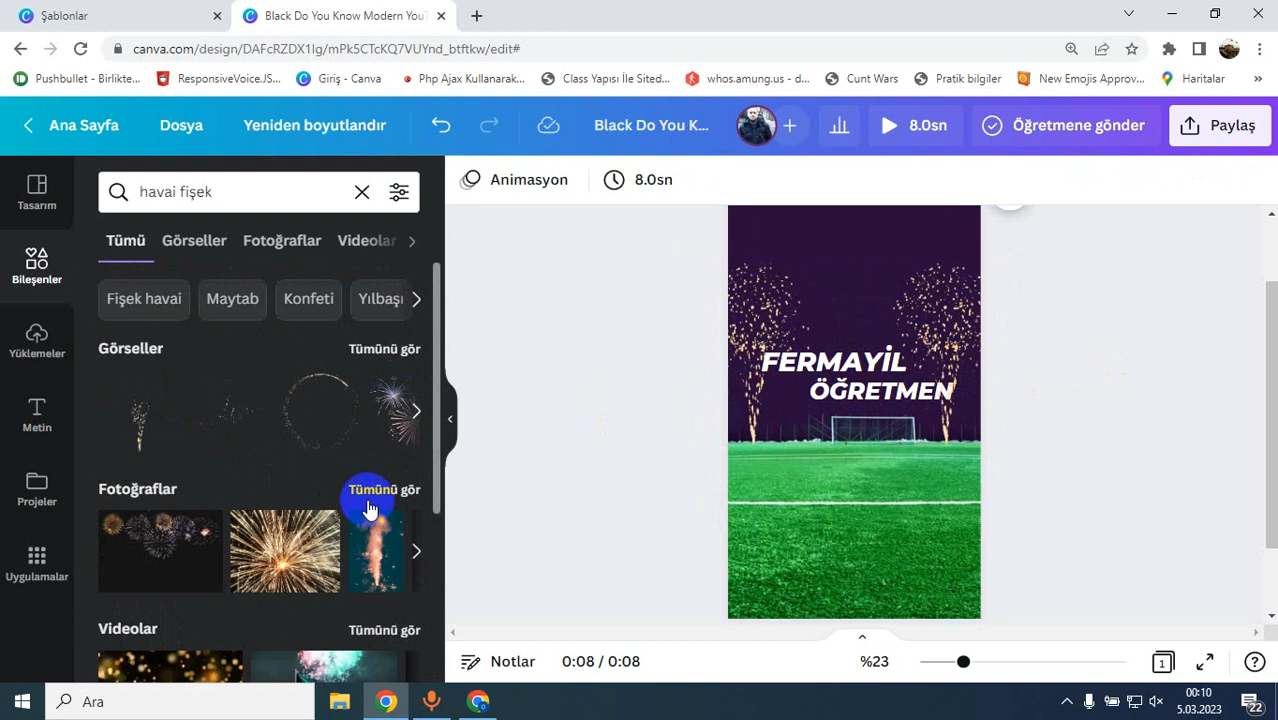 Şablonlar
Black Do You Know Modern YouT
canva.com/design/DAFcRZDX1Ig/mPk5CTcKQ7VUYnd_btftkw/edit#
Pushbullet - Birlikte...
ResponsiveVoice.JS...
Giriş - Canva
Php Ajax Kullanarak...
Class Yapısı İle Sited...
whos.amung.us - d...
Cunt Wars
Pratik bilgiler
New Emojis Approv...
Haritalar
»
Ana Sayfa
Dosya
Yeniden boyutlandır
Black Do You K...
8.0sn
Öğretmene gönder
Paylaş
Tasarım
Bileşenler
Yüklemeler
Metin
Projeler
Uygulamalar
havai fişek
Animasyon
8.0sn
Tümü
Görseller
Fotoğraflar
Videolar
Fişek havai
Maytab
Konfeti
Yılbaşı
Görseller
Tümünü gör
Fotoğraflar
Tümünü gör
Videolar
Tümünü gör
FERMAYİL
ÖĞRETMEN
Notlar
0:08 / 0:08
%23
1
Ara
00:10
5.03.2023
22